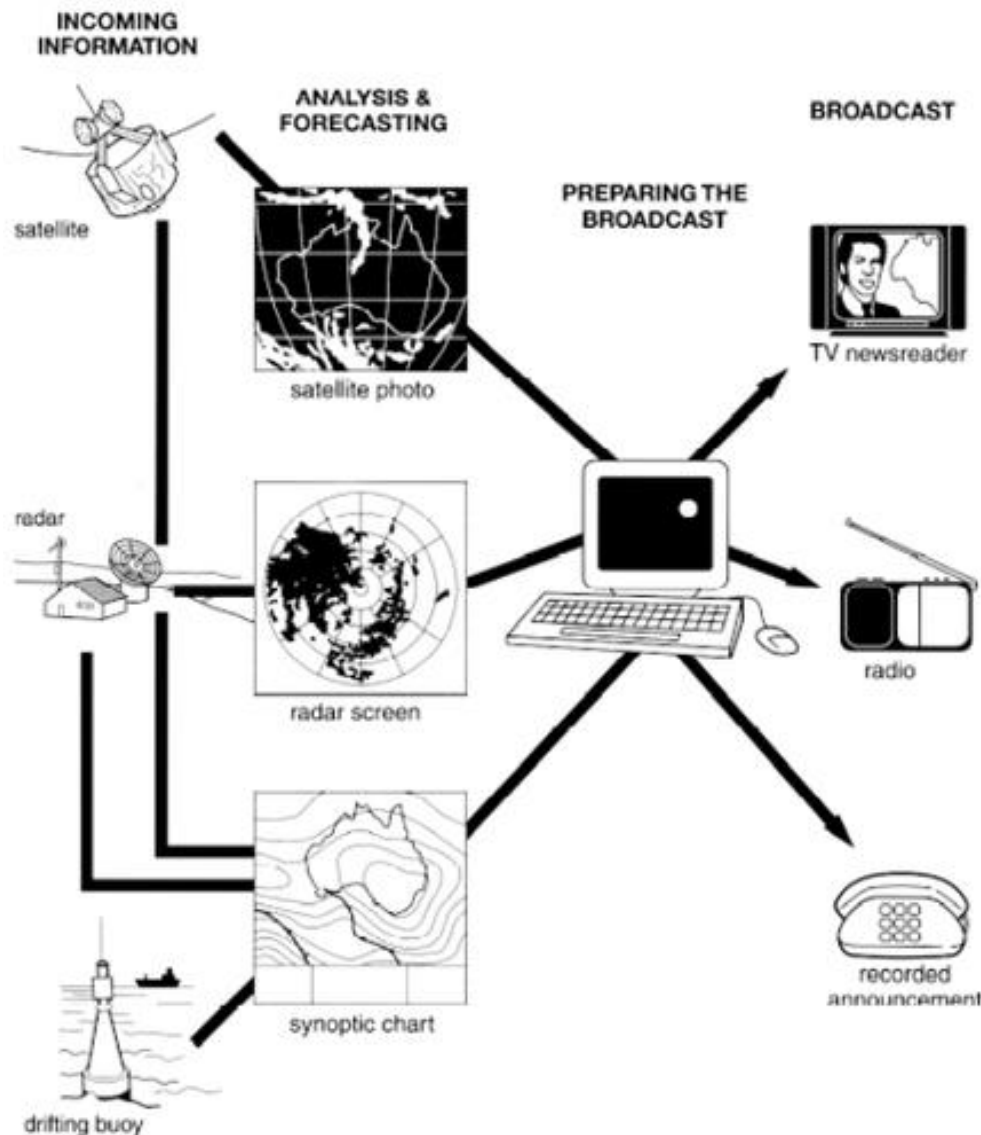 INCOMING
INFORMATION
ANALYSIS &
FORECASTING
BROADCAST
PREPARING THE
BROADCAST
satellite
satellite photo
TV newsreader
radar
radar screen
radio
synoptic chart
recorded
announcement
drifting buoy